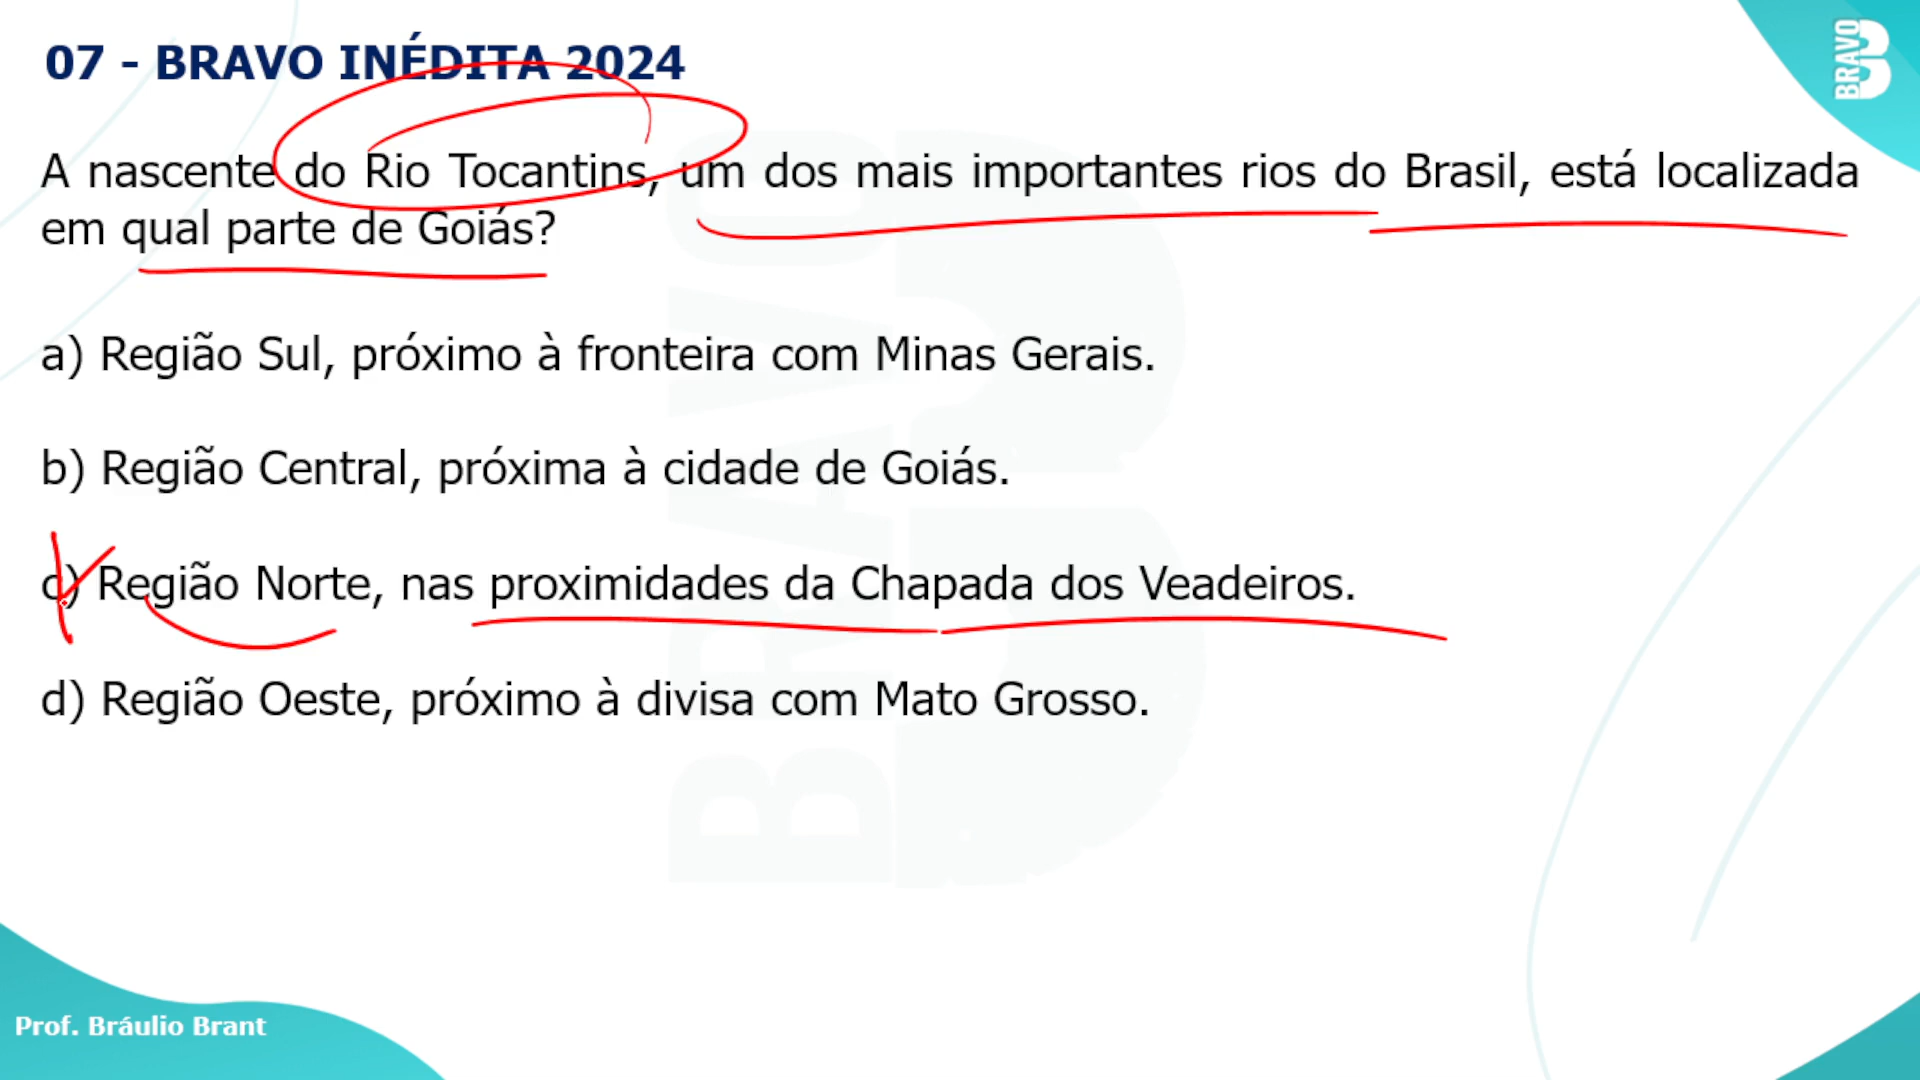 07 - BRAVO INÉDITA 2024
BRAVO
A nascente do Rio Tocantins, um dos mais importantes rios do Brasil, está localizada
em qual parte de Goiás?
a) Região Sul, próximo à fronteira com Minas Gerais.
b) Região Central, próxima à cidade de Goiás.
c) Região Norte, nas proximidades da Chapada dos Veadeiros.
d) Região Oeste, próximo à divisa com Mato Grosso.
BRAVO
Prof. Bráulio Brant